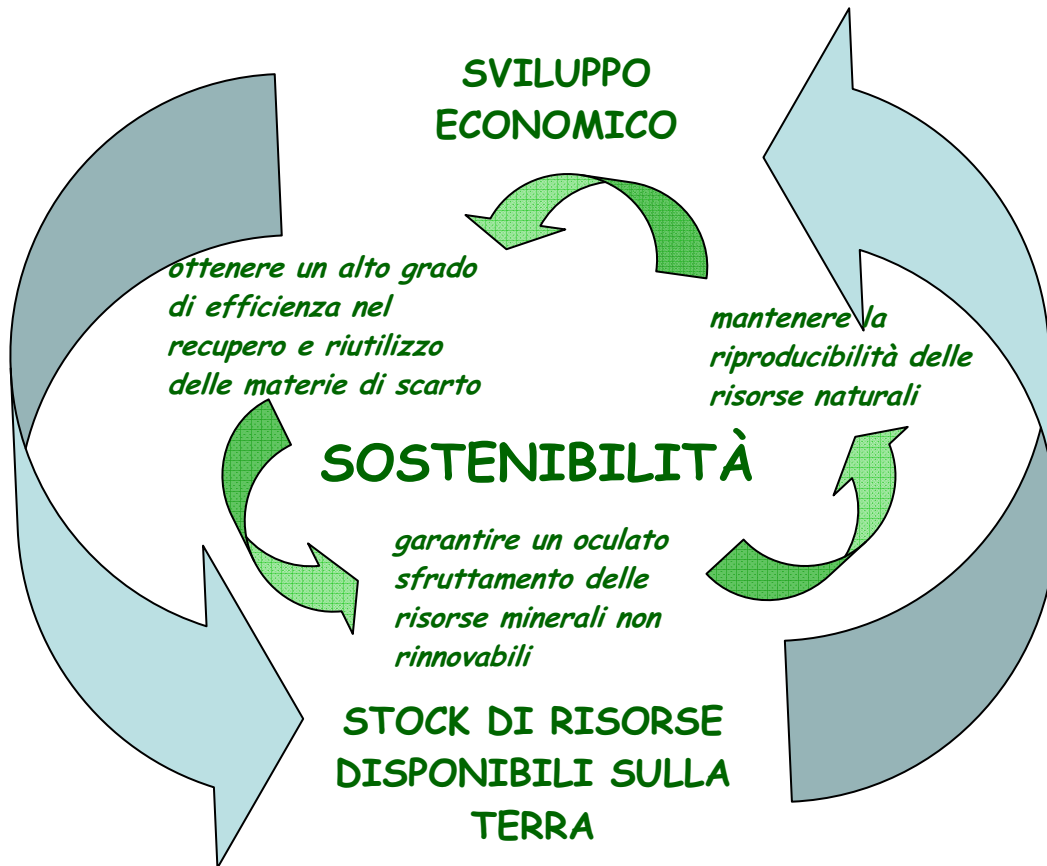 SVILUPPO
ECONOMICO
ottenere un alto grado
di efficienza nel
recupero e riutilizzo
delle materie di scarto
mantenere la
riproducibilità delle
risorse naturali
SOSTENIBILITÀ
garantire un oculato
sfruttamento delle
risorse minerali non
rinnovabili
STOCK DI RISORSE
DISPONIBILI SULLA
TERRA